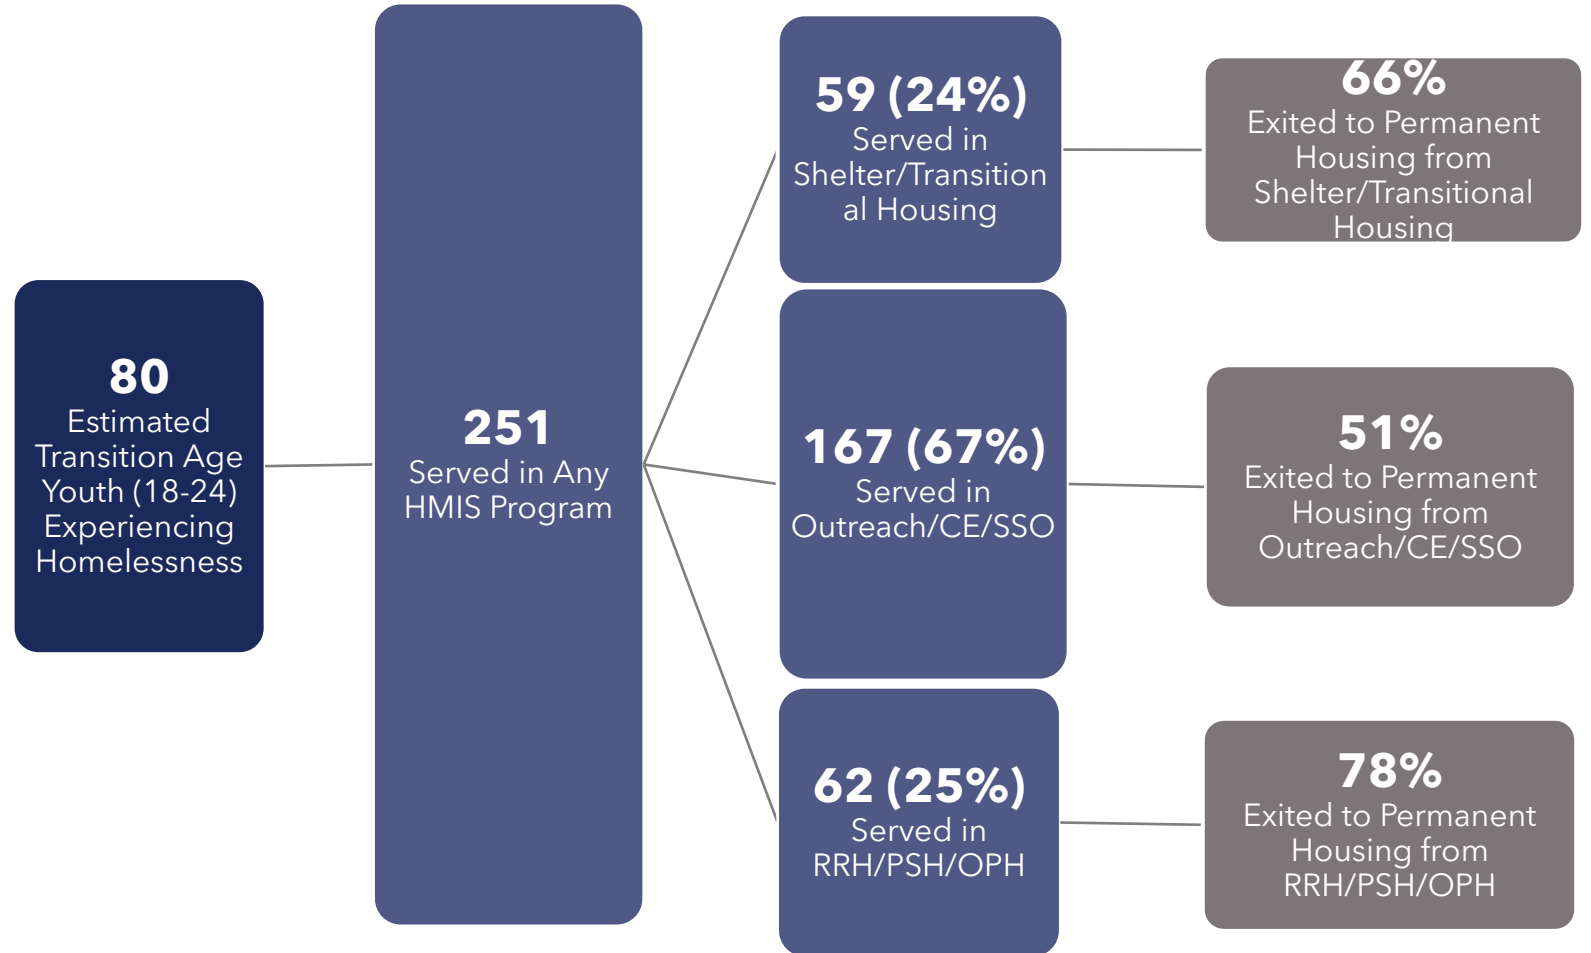 80
Estimated
Transition Age
Youth (18-24)
Experiencing
Homelessness
251
Served in Any
HMIS Program
59 (24%)
Served in
Shelter/Transition
al Housing
66%
Exited to Permanent
Housing from
Shelter/Transitional
Housing
167 (67%)
Served in
Outreach/CE/SSO
51%
Exited to Permanent
Housing from
Outreach/CE/SSO
62 (25%)
Served in
RRH/PSH/OPH
78%
Exited to Permanent
Housing from
RRH/PSH/OPH